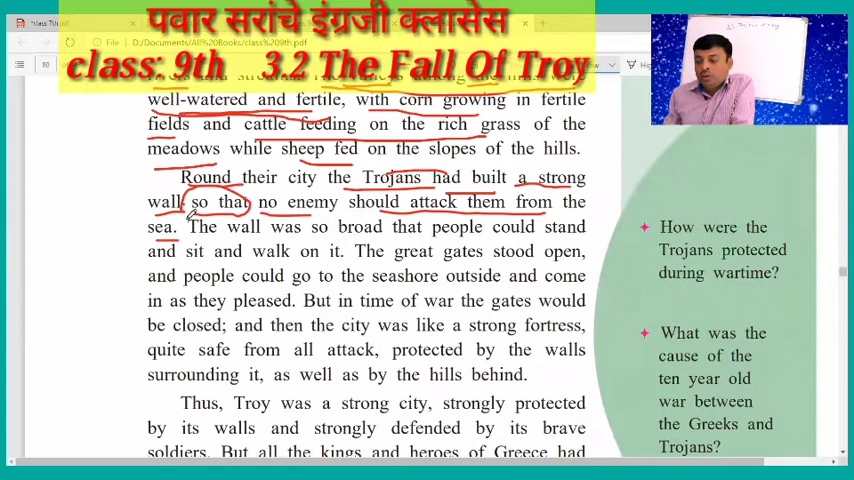 *class 7th.pdf
पवार सरांचे इंग्रजी क्लासेस
File
D:/Documents/All Books/class 9th.pdf
class: 9th 3.2 The Fall Of Troy
80
well-watered and fertile, with corn growing in fertile
fields and cattle feeding on the rich grass of the
meadows while sheep fed on the slopes of the hills.
Round their city the Trojans had built a strong
wall so that no enemy should attack them from the
sea. The wall was so broad that people could stand
and sit and walk on it. The great gates stood open,
and people could go to the seashore outside and come
in as they pleased. But in time of war the gates would
be closed; and then the city was like a strong fortress,
quite safe from all attack, protected by the walls
surrounding it, as well as by the hills behind.
Thus, Troy was a strong city, strongly protected
by its walls and strongly defended by its brave
soldiers. But all the kings and heroes of Greece had
How were the
Trojans protected
during wartime?
What was the
cause of the
ten year old
war between
the Greeks and
Trojans?